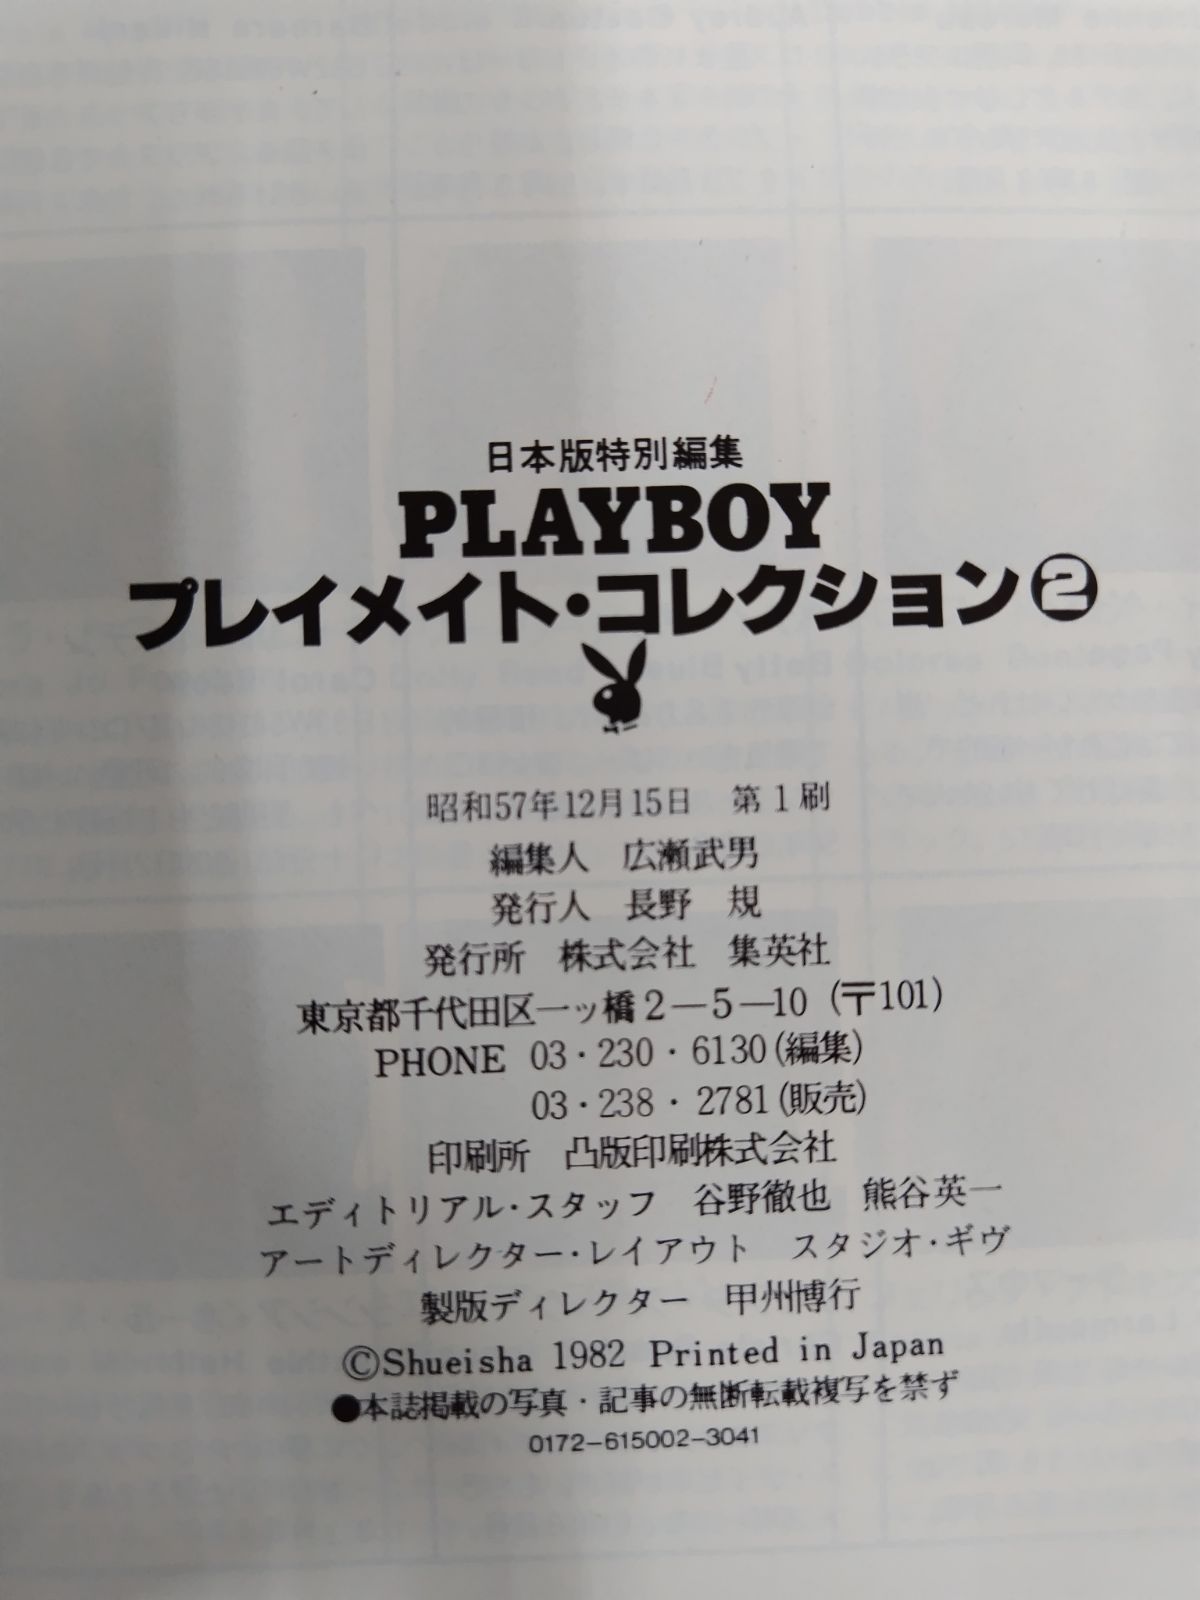 日本版特別編集
PLAYBOY
プレイメイト・コレクション②
昭和57年12月15日 第1刷
編集人 広瀬武男
発行人 長野 規
発行所 株式会社 集英社
東京都千代田区一ッ橋2―5―10 (〒101)
PHONE 03・230・6130(編集)
03・238・2781(販売)
印刷所 凸版印刷株式会社
エディトリアル・スタッフ 谷野徹也 熊谷英一
アートディレクター・レイアウト スタジオ・ギヴ
製版ディレクター 甲州博行
©Shueisha 1982 Printed in Japan
●本誌掲載の写真・記事の無断転載複写を禁ず
0172-615002-3041